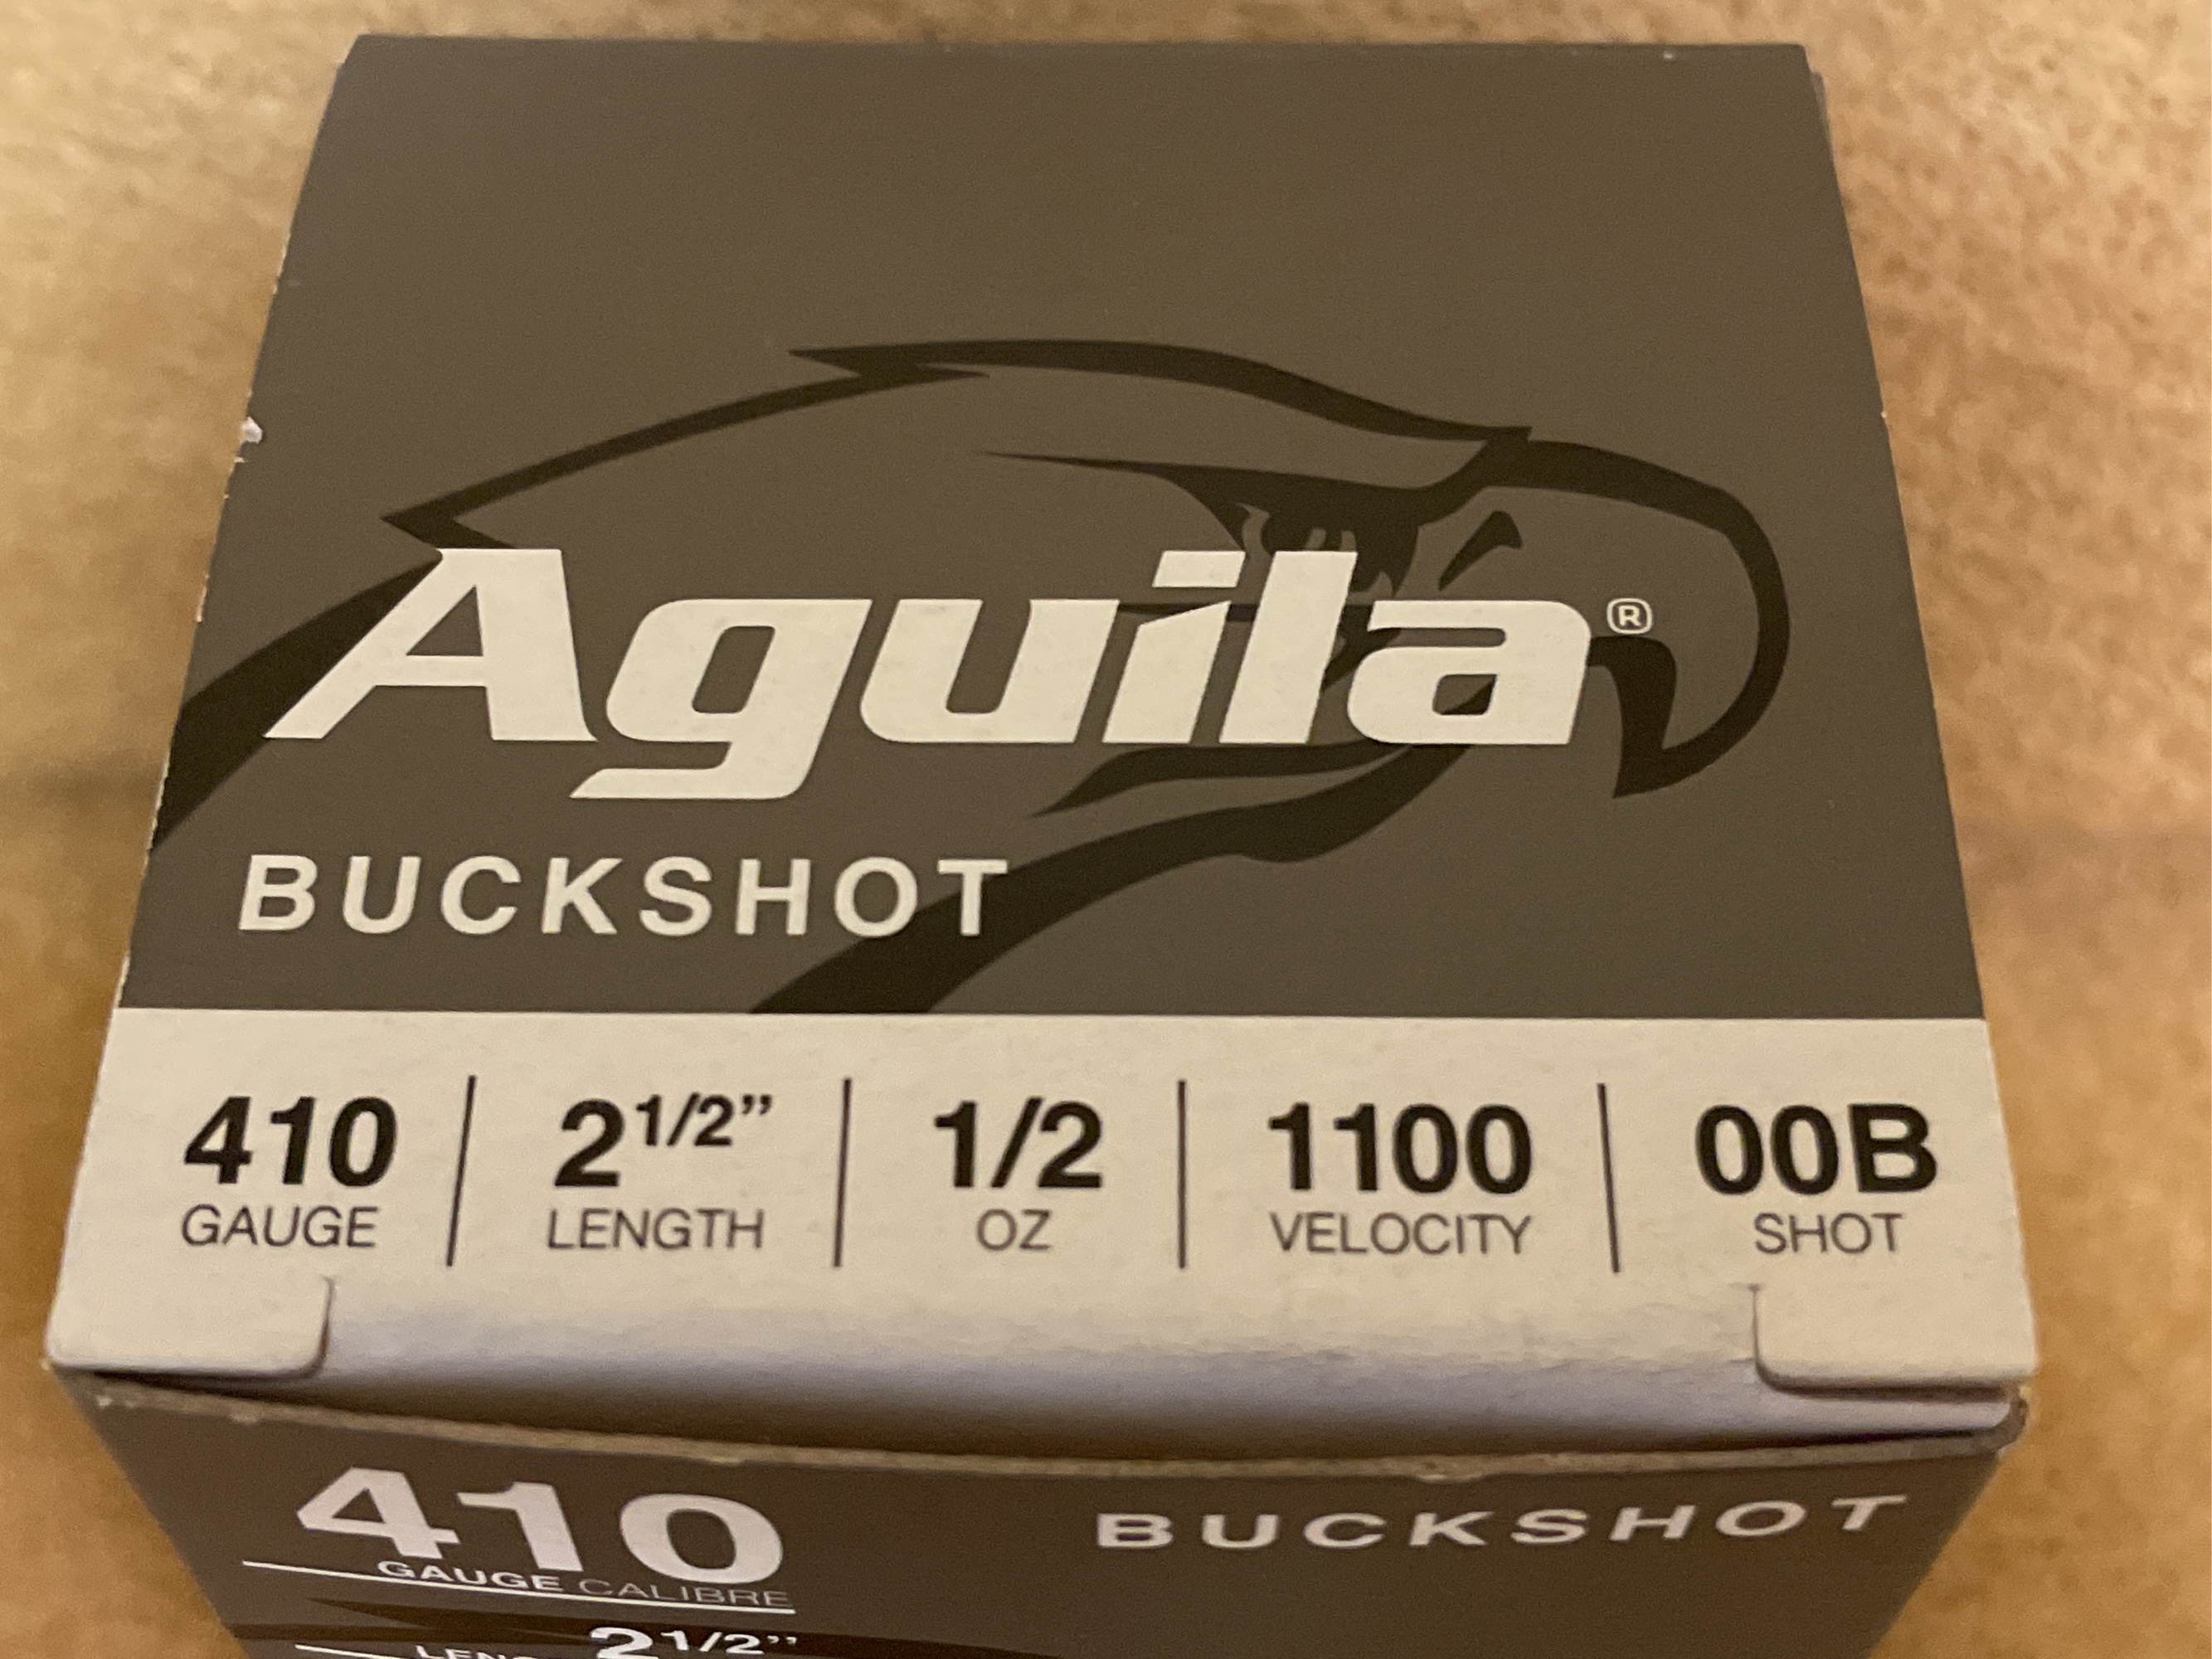 Aguila®
BUCKSHOT
410 | 2 1/2” | 1/2 | 1100 | 00B
GAUGE | LENGTH | OZ | VELOCITY | SHOT
410 BUCKSHOT
GAUGE CALIBRE
2 1/2”